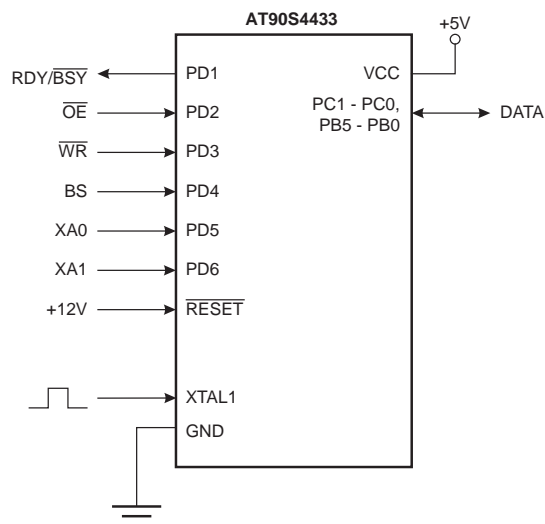 AT90S4433
+5V
RDY/BSY PD1 VCC
OE PD2 PC1 - PC0,
PB5 - PB0 DATA
WR PD3
BS PD4
XA0 PD5
XA1 PD6
+12V RESET
XTAL1
GND